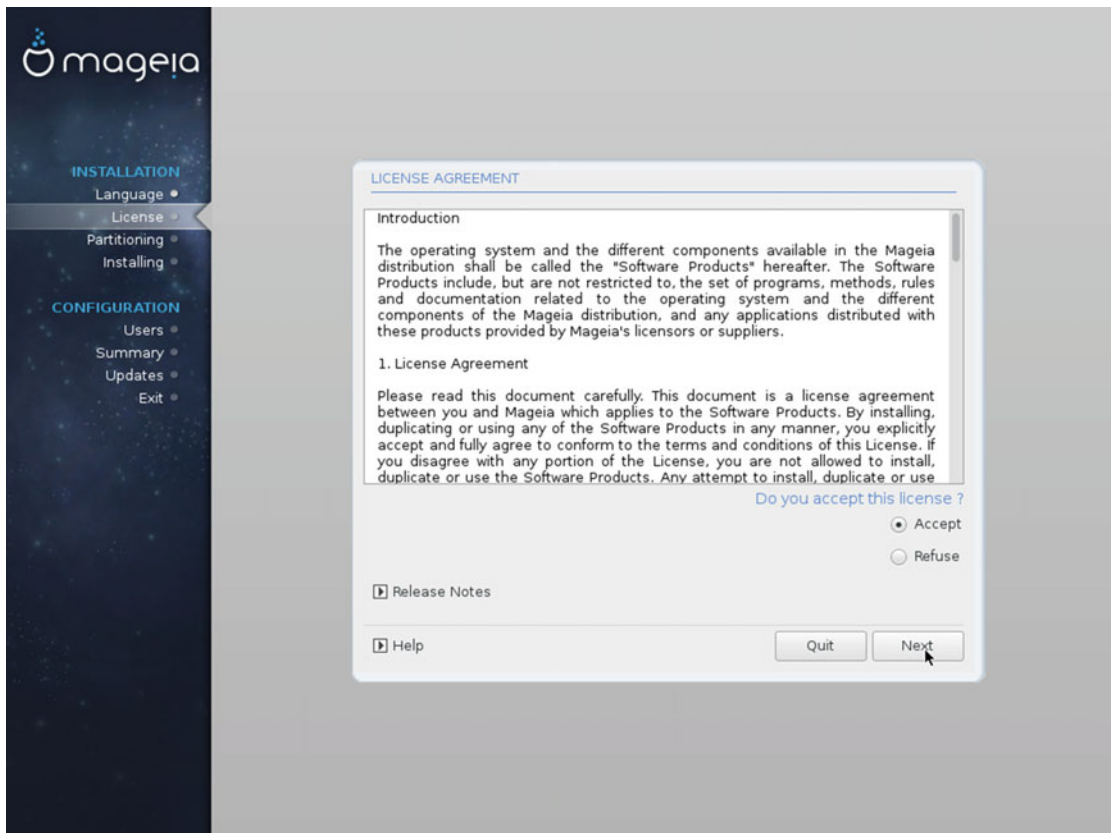 mageia
INSTALLATION
Language
License
Partitioning
Installing
CONFIGURATION
Users
Summary
Updates
Exit
LICENSE AGREEMENT
Introduction
The operating system and the different components available in the Mageia
distribution shall be called the "Software Products" hereafter. The Software
Products include, but are not restricted to, the set of programs, methods, rules
and documentation related to the operating system and the different
components of the Mageia distribution, and any applications distributed with
these products provided by Mageia's licensors or suppliers.
1. License Agreement
Please read this document carefully. This document is a license agreement
between you and Mageia which applies to the Software Products. By installing,
duplicating or using any of the Software Products in any manner, you explicitly
accept and fully agree to conform to the terms and conditions of this License. If
you disagree with any portion of the License, you are not allowed to install,
duplicate or use the Software Products. Any attempt to install, duplicate or use
Do you accept this license ?
Accept
Refuse
Release Notes
Help
Quit
Next